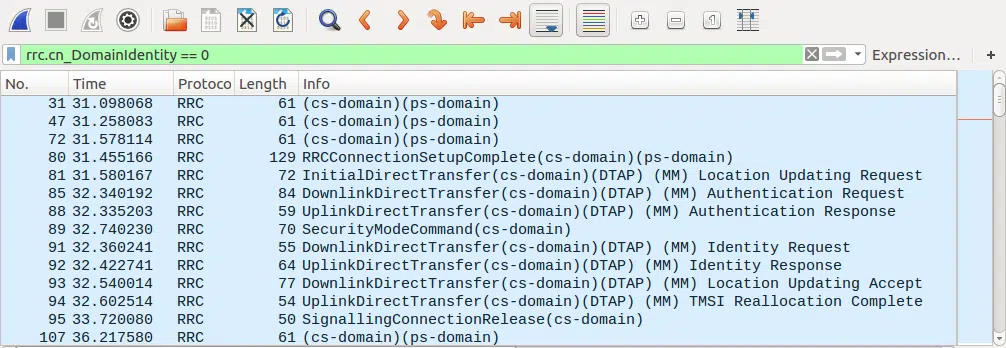 rrc.cn_DomainIdentity == 0 Expression… +
No. Time Protoco Length Info
31 31.098068 RRC 61 (cs-domain)(ps-domain)
47 31.258083 RRC 61 (cs-domain)(ps-domain)
72 31.578114 RRC 61 (cs-domain)(ps-domain)
80 31.455166 RRC 129 RRCConnectionSetupComplete(cs-domain)(ps-domain)
81 31.580167 RRC 72 InitialDirectTransfer(cs-domain)(DTAP) (MM) Location Updating Request
85 32.340192 RRC 84 DownlinkDirectTransfer(cs-domain)(DTAP) (MM) Authentication Request
88 32.335203 RRC 59 UplinkDirectTransfer(cs-domain)(DTAP) (MM) Authentication Response
89 32.740230 RRC 70 SecurityModeCommand(cs-domain)
91 32.360241 RRC 55 DownlinkDirectTransfer(cs-domain)(DTAP) (MM) Identity Request
92 32.422741 RRC 64 UplinkDirectTransfer(cs-domain)(DTAP) (MM) Identity Response
93 32.540014 RRC 77 DownlinkDirectTransfer(cs-domain)(DTAP) (MM) Location Updating Accept
94 32.602514 RRC 54 UplinkDirectTransfer(cs-domain)(DTAP) (MM) TMSI Reallocation Complete
95 33.720080 RRC 50 SignallingConnectionRelease(cs-domain)
107 36.217580 RRC 61 (cs-domain)(ps-domain)